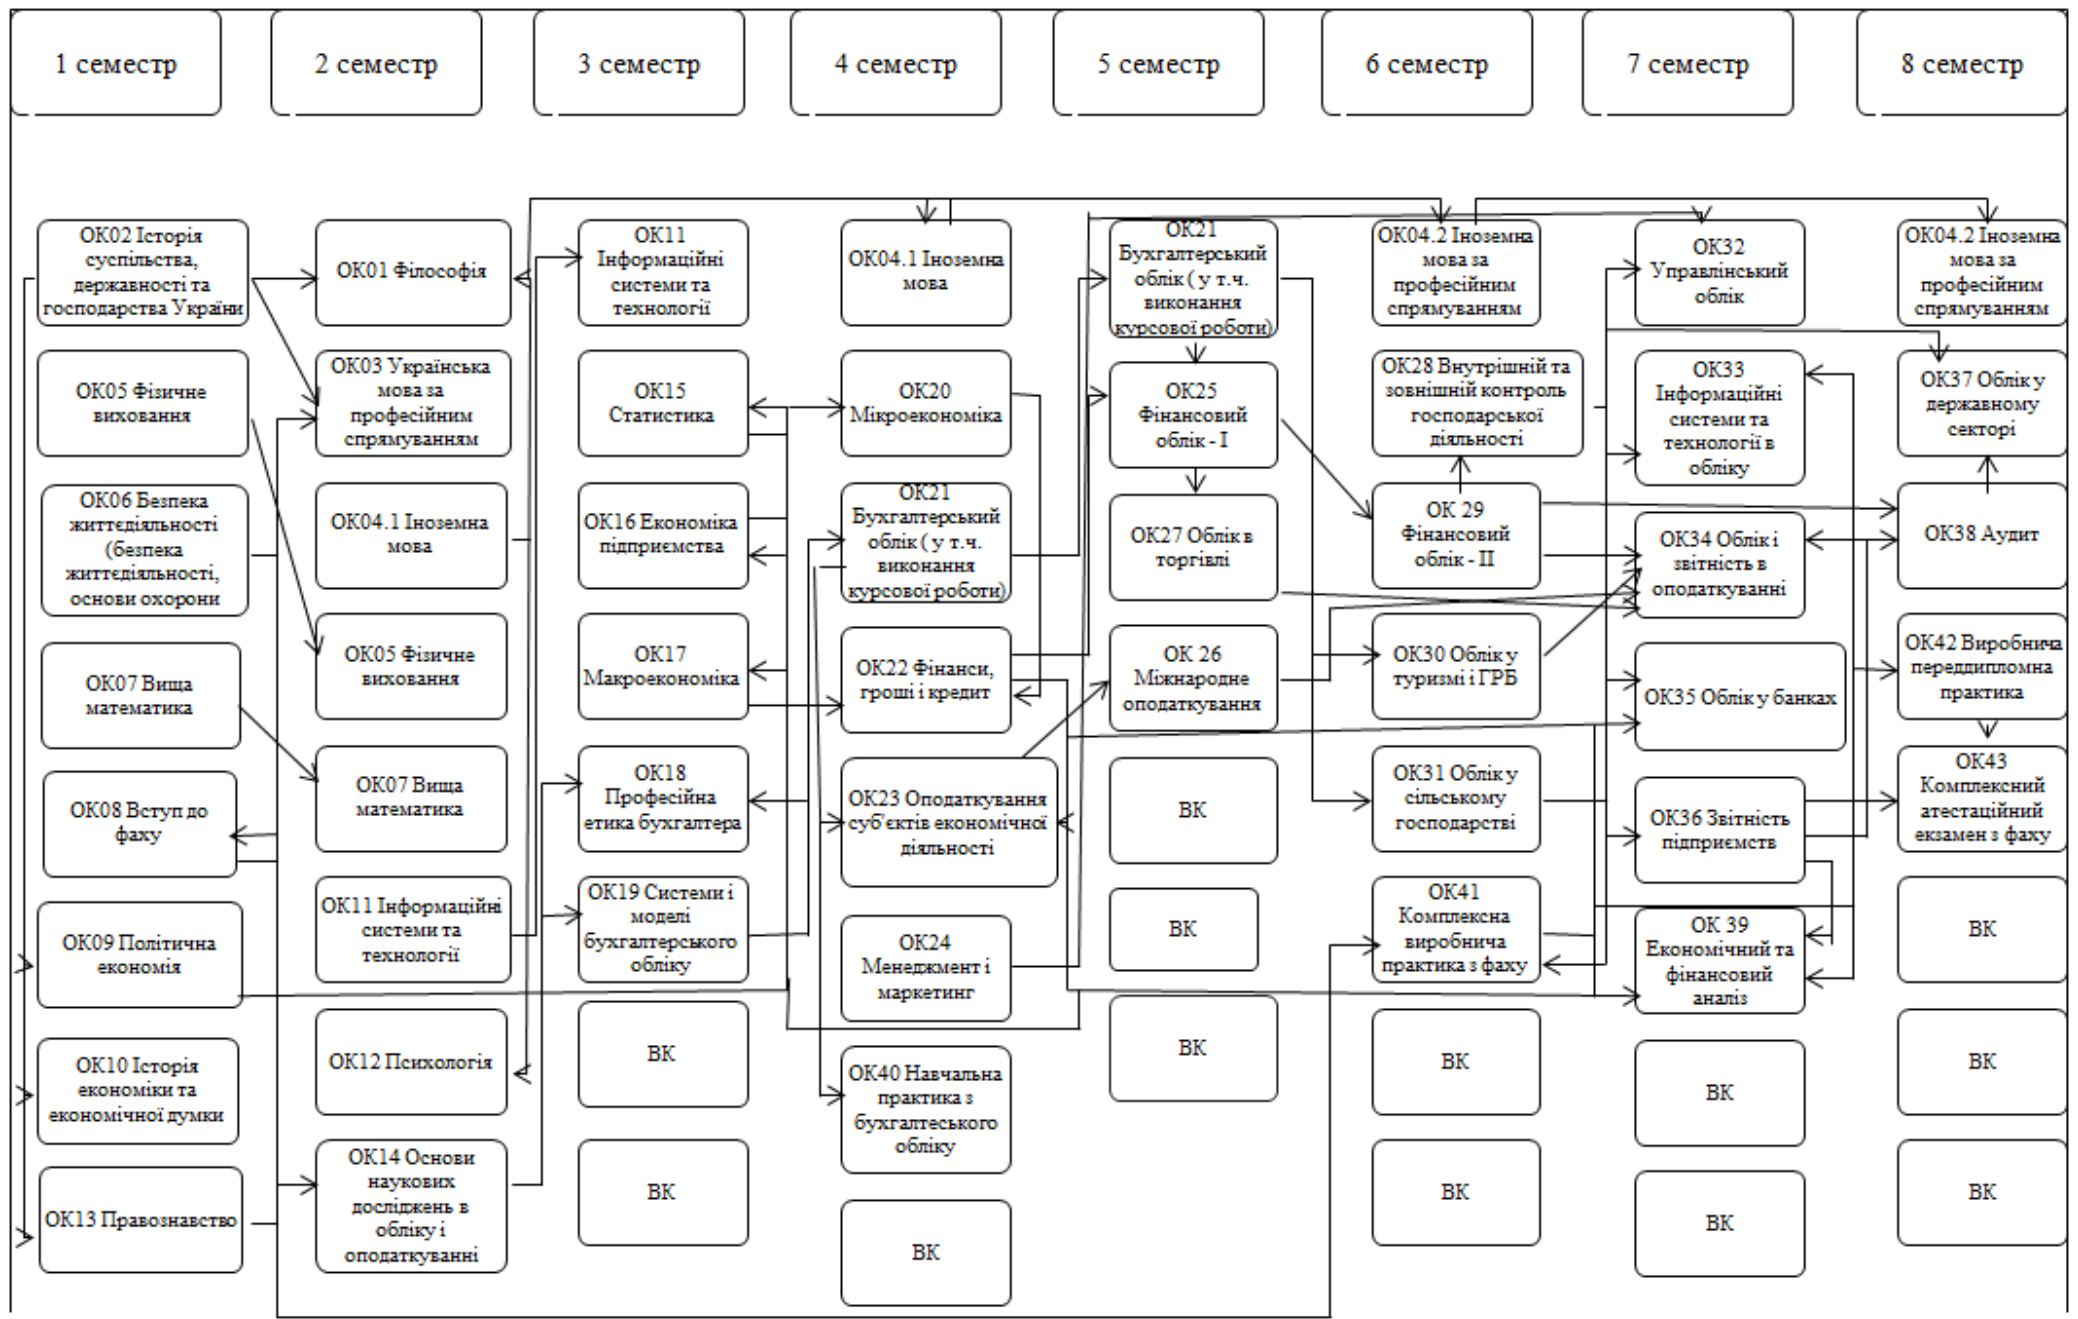 1 семестр
2 семестр
3 семестр
4 семестр
5 семестр
6 семестр
7 семестр
8 семестр
ОК02 Історія
суспільства,
державності та
господарства України
ОК05 Фізичне
виховання
ОК06 Безпека
життєдіяльності
(безпека
життєдіяльності,
основи охорони
ОК07 Вища
математика
ОК08 Вступ до
фаху
ОК09 Політична
економія
ОК10 Історія
економіки та
економічної думки
ОК13 Правознавство
ОК01 Філософія
ОК03 Українська
мова за
професійним
спрямуванням
ОК04.1 Іноземна
мова
ОК05 Фізичне
виховання
ОК07 Вища
математика
ОК11 Інформаційні
системи та
технології
ОК12 Психологія
ОК14 Основи
наукових
досліджень в
обліку і
оподаткуванні
ОК11
Інформаційні
системи та
технології
ОК15
Статистика
ОК16 Економіка
підприємства
ОК17
Макроекономіка
ОК18
Професійна
етика бухгалтера
ОК19 Системи і
моделі
бухгалтерського
обліку
ВК
ВК
ОК04.1 Іноземна
мова
ОК20
Мікроекономіка
ОК21
Бухгалтерський
облік ( у т.ч.
виконання
курсової роботи)
ОК22 Фінанси,
гроші і кредит
ОК23 Оподаткування
суб'єктів економічної
діяльності
ОК24
Менеджмент і
маркетинг
ОК40 Навчальна
практика з
бухгалтеського
обліку
ВК
ОК21
Бухгалтерський
облік ( у т.ч.
виконання
курсової роботи)
ОК25
Фінансовий
облік - І
ОК27 Облік в
торгівлі
ОК 26
Міжнародне
оподаткування
ВК
ВК
ВК
ОК04.2 Іноземна
мова за
професійним
спрямуванням
ОК28 Внутрішній та
зовнішній контроль
господарської
діяльності
ОК 29
Фінансовий
облік - ІІ
ОК30 Облік у
туризмі і ГРБ
ОК31 Облік у
сільському
господарстві
ОК41
Комплексна
виробнича
практика з фаху
ВК
ВК
ОК32
Управлінський
облік
ОК33
Інформаційні
системи та
технології в
обліку
ОК34 Облік і
звітність в
оподаткуванні
ОК35 Облік у банках
ОК36 Звітність
підприємств
ОК 39
Економічний та
фінансовий
аналіз
ВК
ВК
ОК04.2 Іноземна
мова за
професійним
спрямуванням
ОК37 Облік у
державному
секторі
ОК38 Аудит
ОК42 Виробнича
переддипломна
практика
ОК43
Комплексний
атестаційний
екзамен з фаху
ВК
ВК
ВК